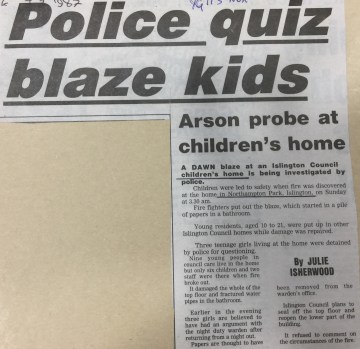 1987
Police quiz
blaze kids
Arson probe at
children's home
A DAWN blaze at an Islington Council
children's home is being investigated by
police.
Children were led to safety when fire was discovered
at the home in Northampton Park, Islington, on Sunday
at 3.30 am.
Fire fighters put out the blaze, which started in a pile
of papers in a bathroom.
Young residents, aged 10 to 21, were put up in other
Islington Council homes while damage was repaired.
Three teenage girls living at the home were detained
by police for questioning.
Nine young people in
council care live in the home
but only six children and two
staff were there when fire
broke out.
It damaged the whole of the
top floor and fractured water
pipes in the bathroom.
Earlier in the evening
three girls are believed to
have had an argument with
the night duty warden after
returning from a night out.
Papers are thought to have
By JULIE
ISHERWOOD
been removed from the
warden's office.
Islington Council plans to
seal off the top floor and
reopen the lower part of the
building.
It refused to comment on
the circumstances of the fire.